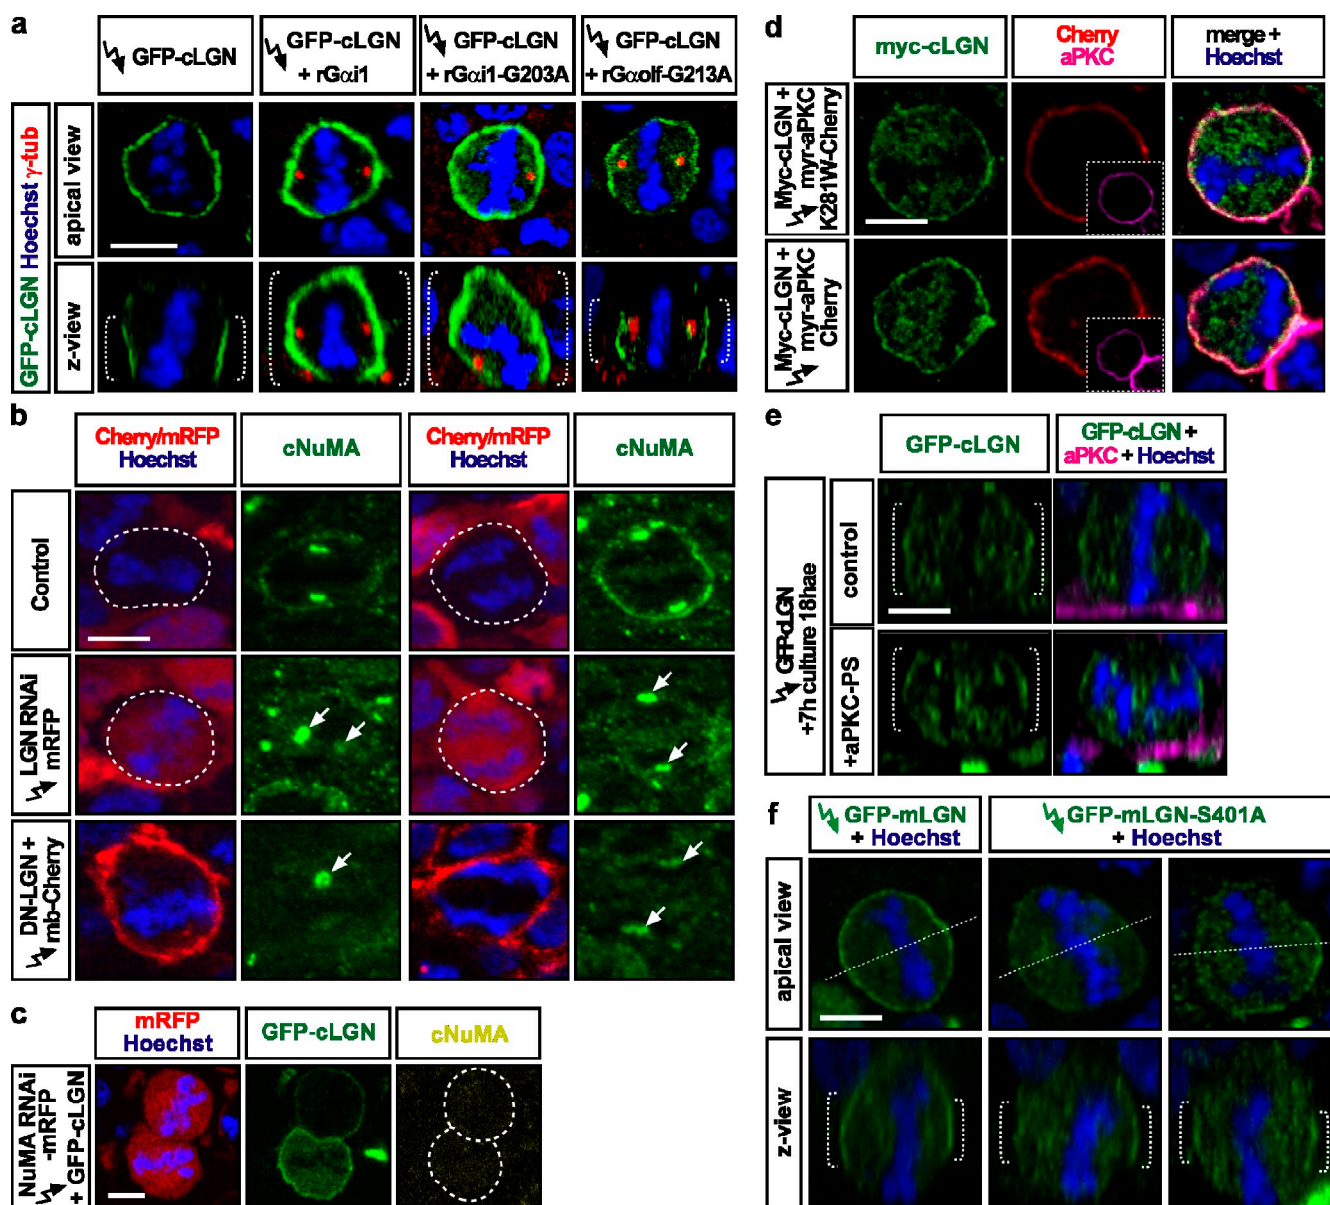 a
GFP-cLGN
GFP-cLGN
+ rGαi1
GFP-cLGN
+ rGαi1-G203A
GFP-cLGN
+ rGαolf-G213A
GFP-cLGN Hoechst γ-tub
apical view
z-view
b
Cherry/mRFP
Hoechst
cNuMA
Cherry/mRFP
Hoechst
cNuMA
Control
LGN RNAi
mRFP
DN-LGN +
mb-Cherry
c
mRFP
Hoechst
GFP-cLGN
cNuMA
NuMA RNAi
-mRFP
+ GFP-cLGN
d
myc-cLGN
Cherry
aPKC
merge +
Hoechst
Myc-cLGN +
myr-aPKC
K281W-Cherry
Myc-cLGN +
myr-aPKC
Cherry
e
GFP-cLGN
GFP-cLGN +
aPKC + Hoechst
GFP-cLGN
+7h culture 18hae
control
+aPKC-PS
f
GFP-mLGN
+ Hoechst
GFP-mLGN-S401A
+ Hoechst
apical view
z-view